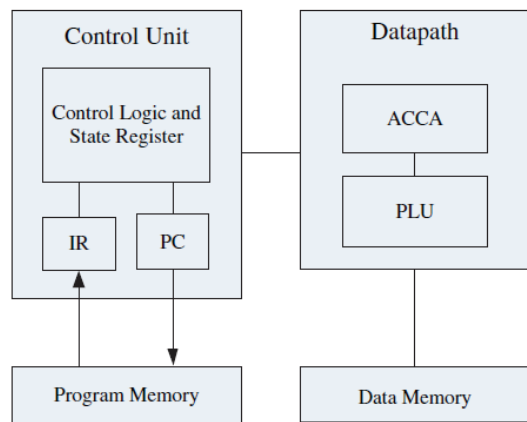 Control Unit
Control Logic and
State Register
IR
PC
Program Memory
Datapath
ACCA
PLU
Data Memory